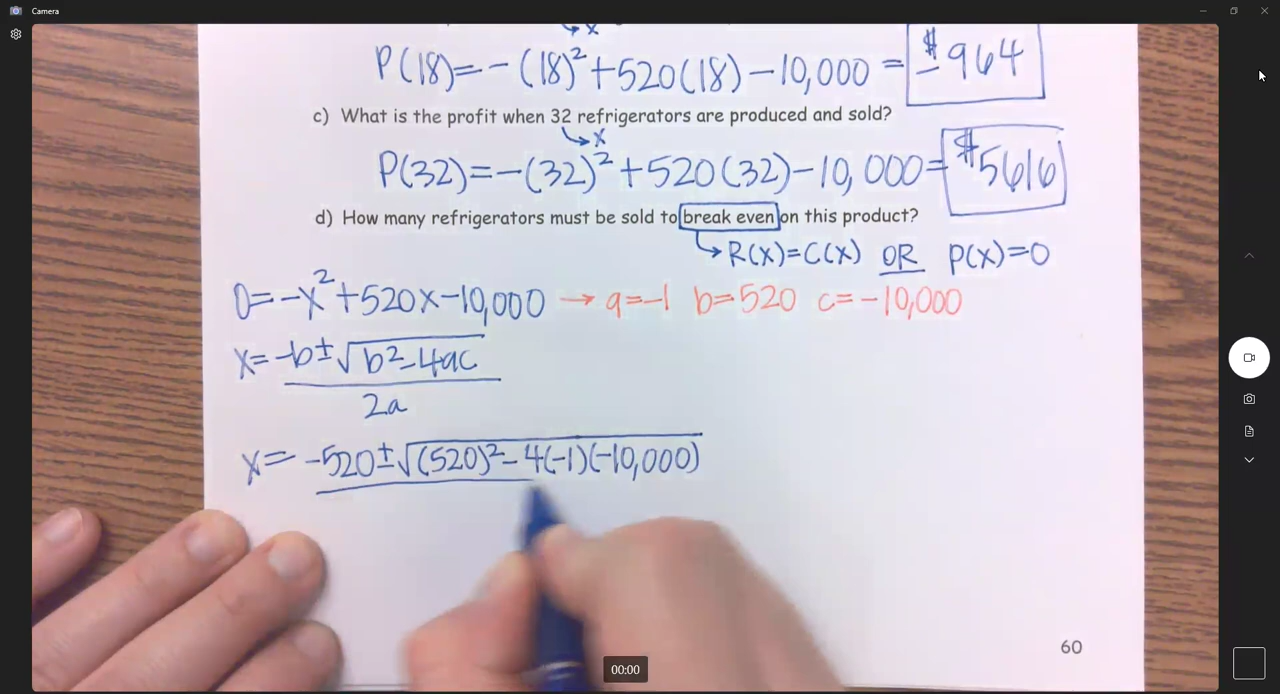 Camera
x
P(18)=-(18)²+520(18)-10,000=$-964
c) What is the profit when 32 refrigerators are produced and sold?
x
P(32)=-(32)²+520(32)-10,000=$5616
d) How many refrigerators must be sold to break even on this product?
R(x)=C(x) OR P(x)=0
0=-x²+520x-10,000 → a=-1 b=520 c=-10,000
x=-b±√b²-4ac
2a
x=-520±√(520)²-4(-1)(-10,000)
60
00:00